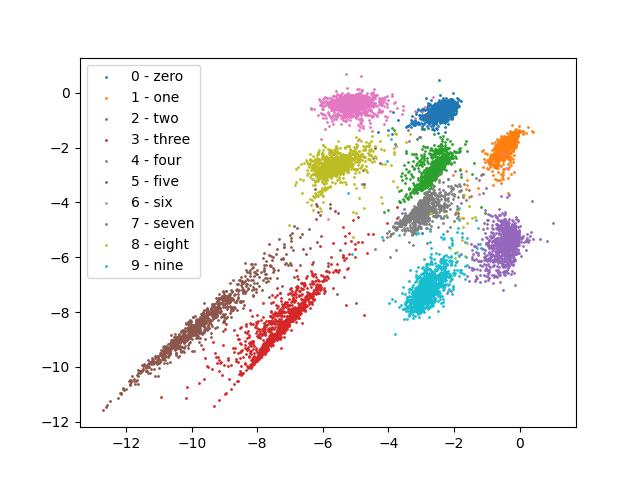 0 - zero
1 - one
2 - two
3 - three
4 - four
5 - five
6 - six
7 - seven
8 - eight
9 - nine
0
−2
−4
−6
−8
−10
−12
−12 −10 −8 −6 −4 −2 0